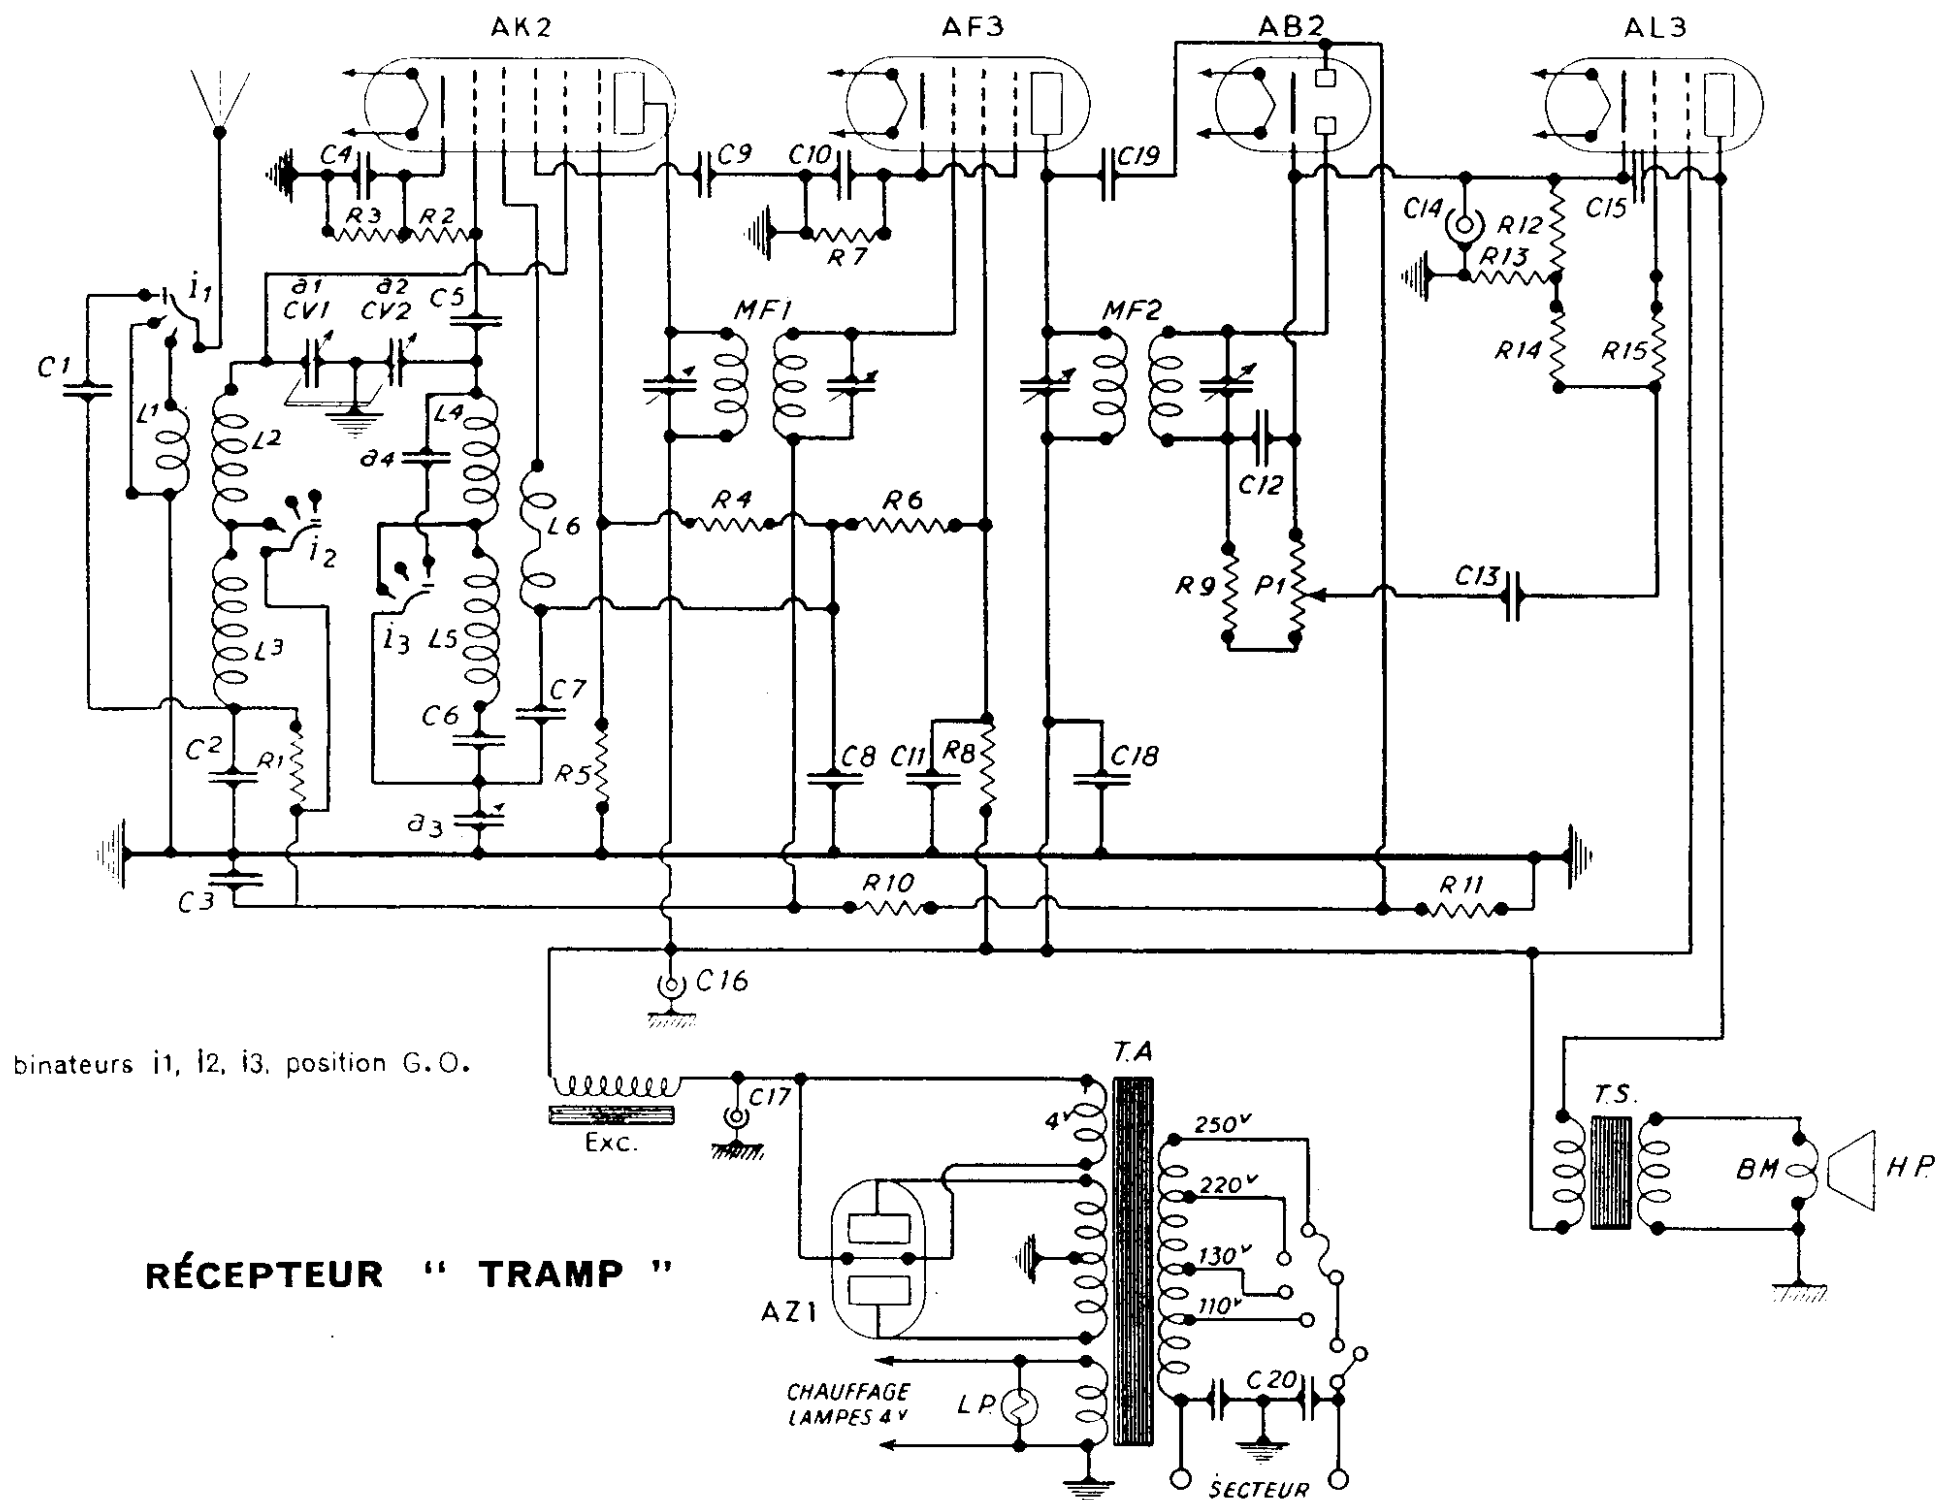 AK2
AF3
AB2
AL3
C4
C9
C10
C19
R3
R2
R7
C14
R12
C15
R13
i1
a1
CV1
a2
CV2
C5
MF1
MF2
C1
R14
R15
L1
L2
L4
a4
C12
R4
R6
L6
i2
R9
P1
C13
L3
i3
L5
C7
C6
C2
R1
R5
C8
C11
R8
C18
a3
C3
R10
R11
C16
binateurs i1, i2, i3, position G.O.
T.A
C17
4v
Exc.
T.S.
250v
BM
H.P.
220v
RÉCEPTEUR “ TRAMP ”
130v
AZ1
110v
CHAUFFAGE
LAMPES 4v
L.P.
C20
SECTEUR